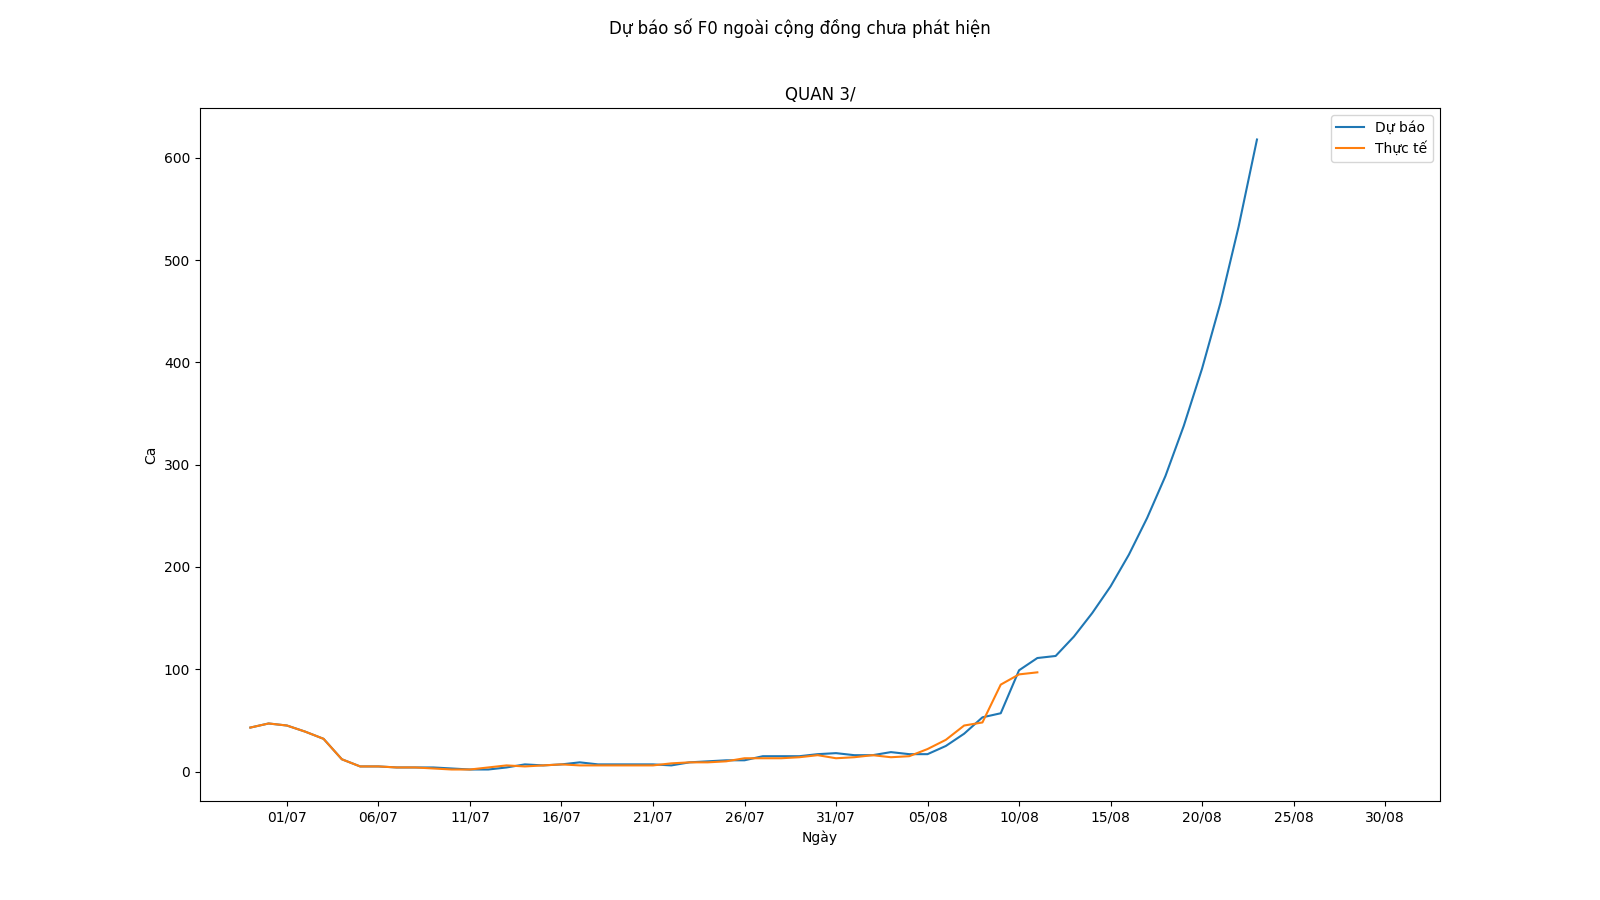 Dự báo số F0 ngoài cộng đồng chưa phát hiện
QUAN 3/
Dự báo
Thực tế
600
500
400
300
200
100
0
Ca
01/07 06/07 11/07 16/07 21/07 26/07 31/07 05/08 10/08 15/08 20/08 25/08 30/08
Ngày